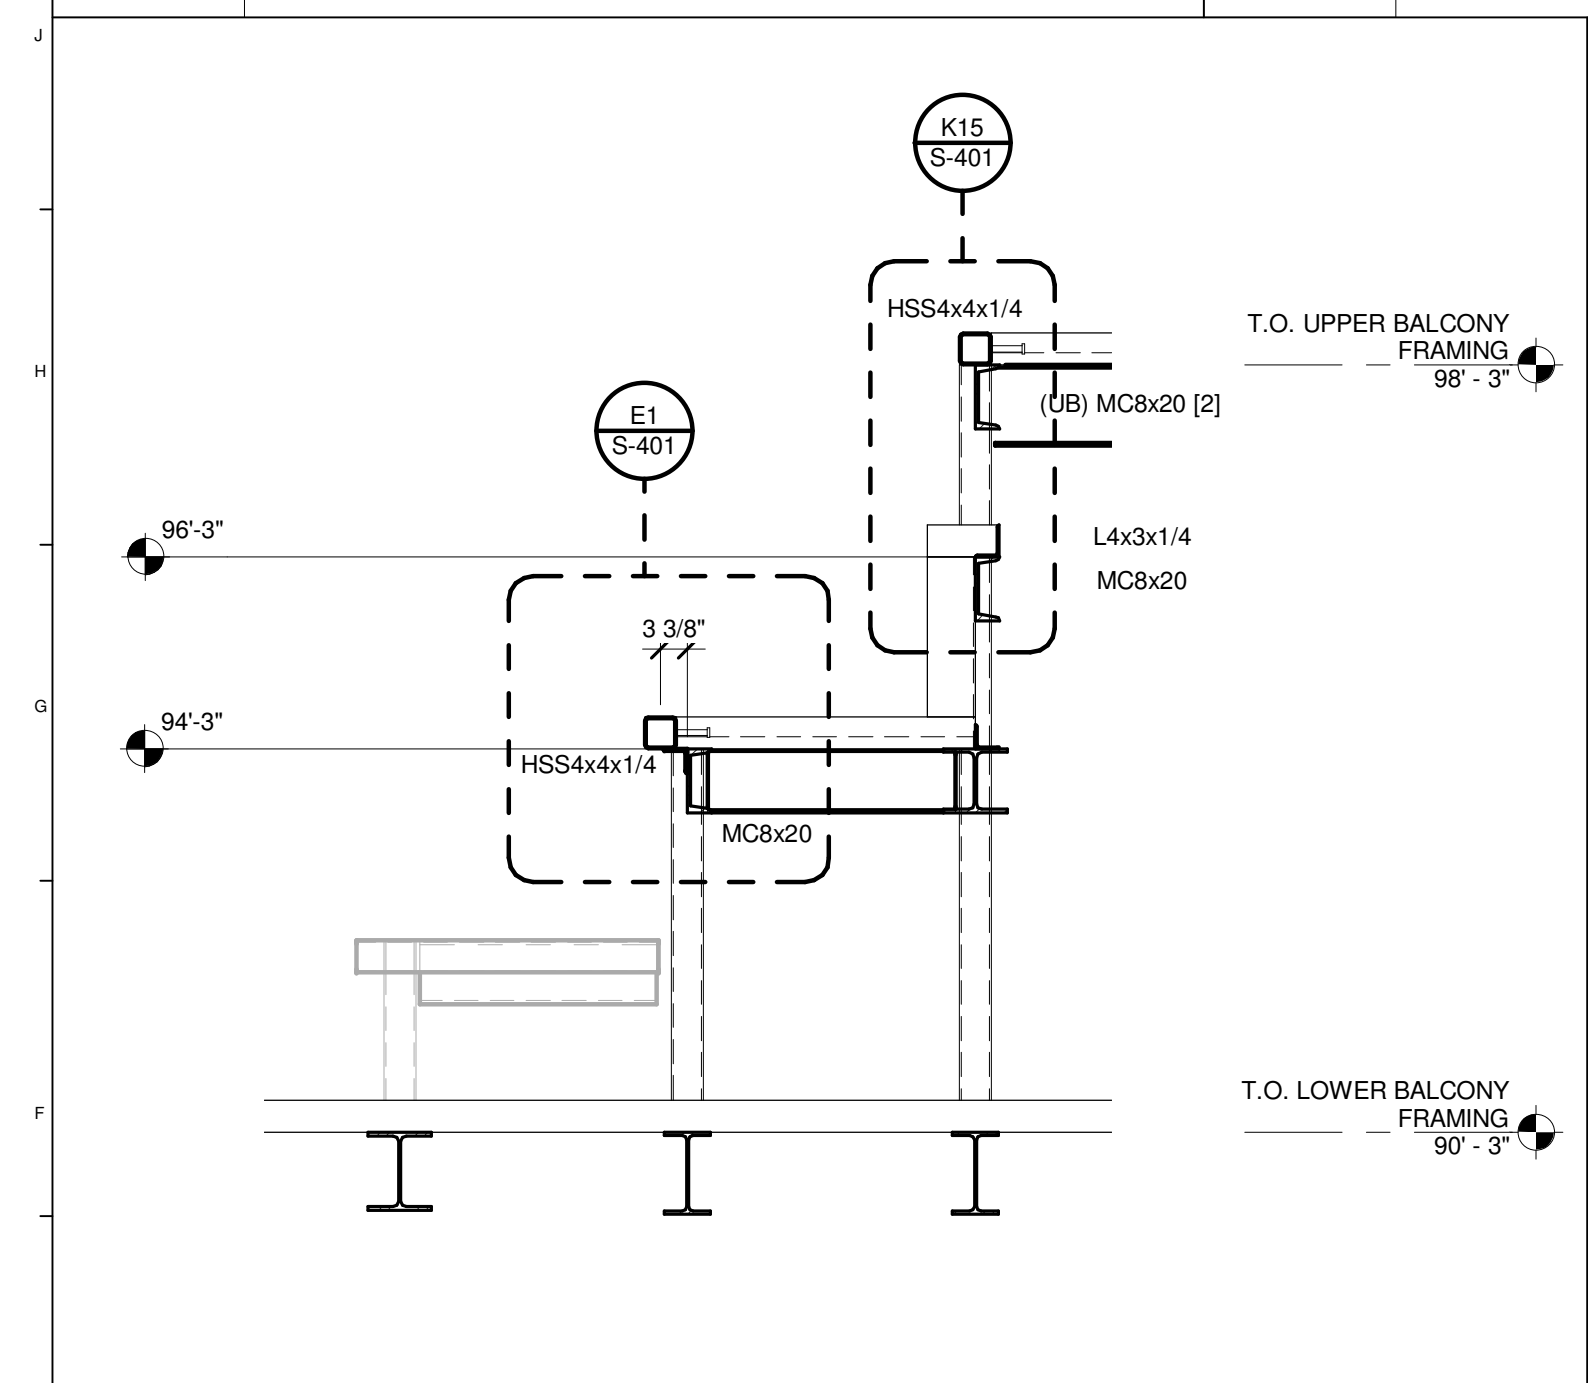 J
K15
S-401
HSS4x4x1/4
T.O. UPPER BALCONY
FRAMING
98' - 3"
H
(UB) MC8x20 [2]
E1
S-401
96'-3"
L4x3x1/4
MC8x20
3 3/8"
G
94'-3"
HSS4x4x1/4
MC8x20
T.O. LOWER BALCONY
FRAMING
90' - 3"
F